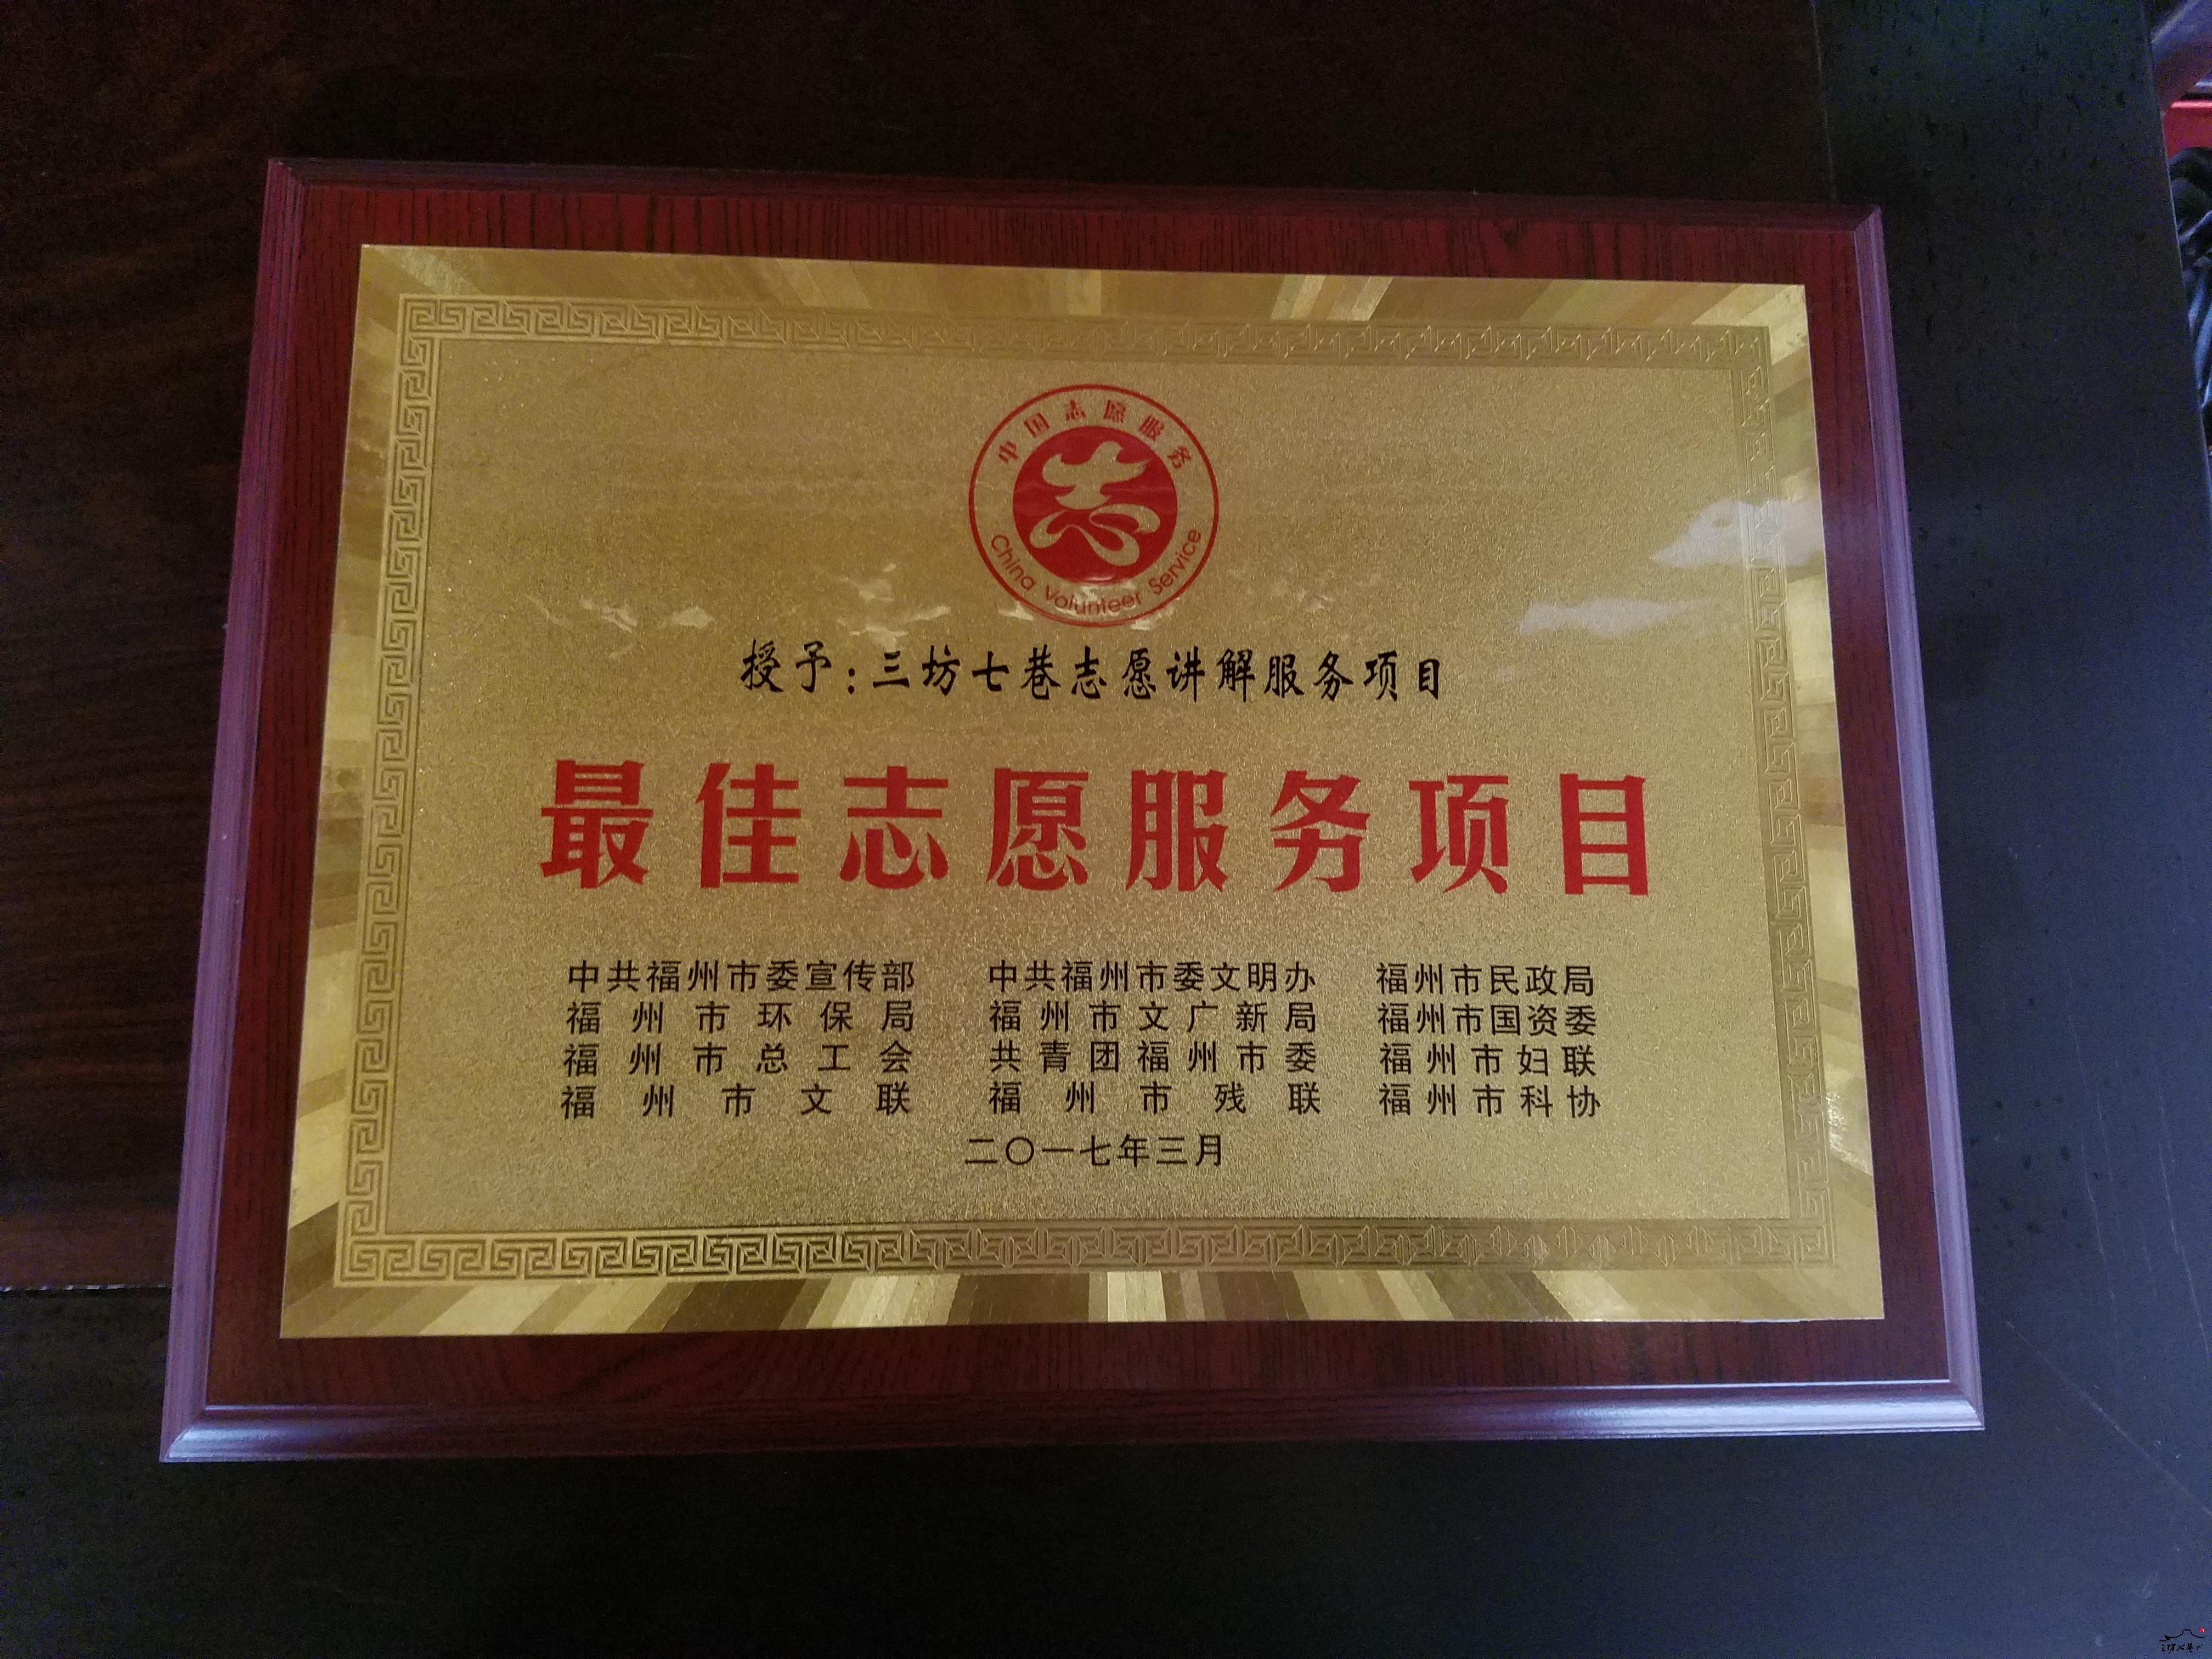 中国志愿服务
China Volunteer Service
授予：三坊七巷志愿讲解服务项目
最佳志愿服务项目
中共福州市委宣传部 中共福州市委文明办 福州市民政局
福州市环保局 福州市文广新局 福州市国资委
福州市总工会 共青团福州市委 福州市妇联
福州市文联 福州市残联 福州市科协
二〇一七年三月
三坊七巷